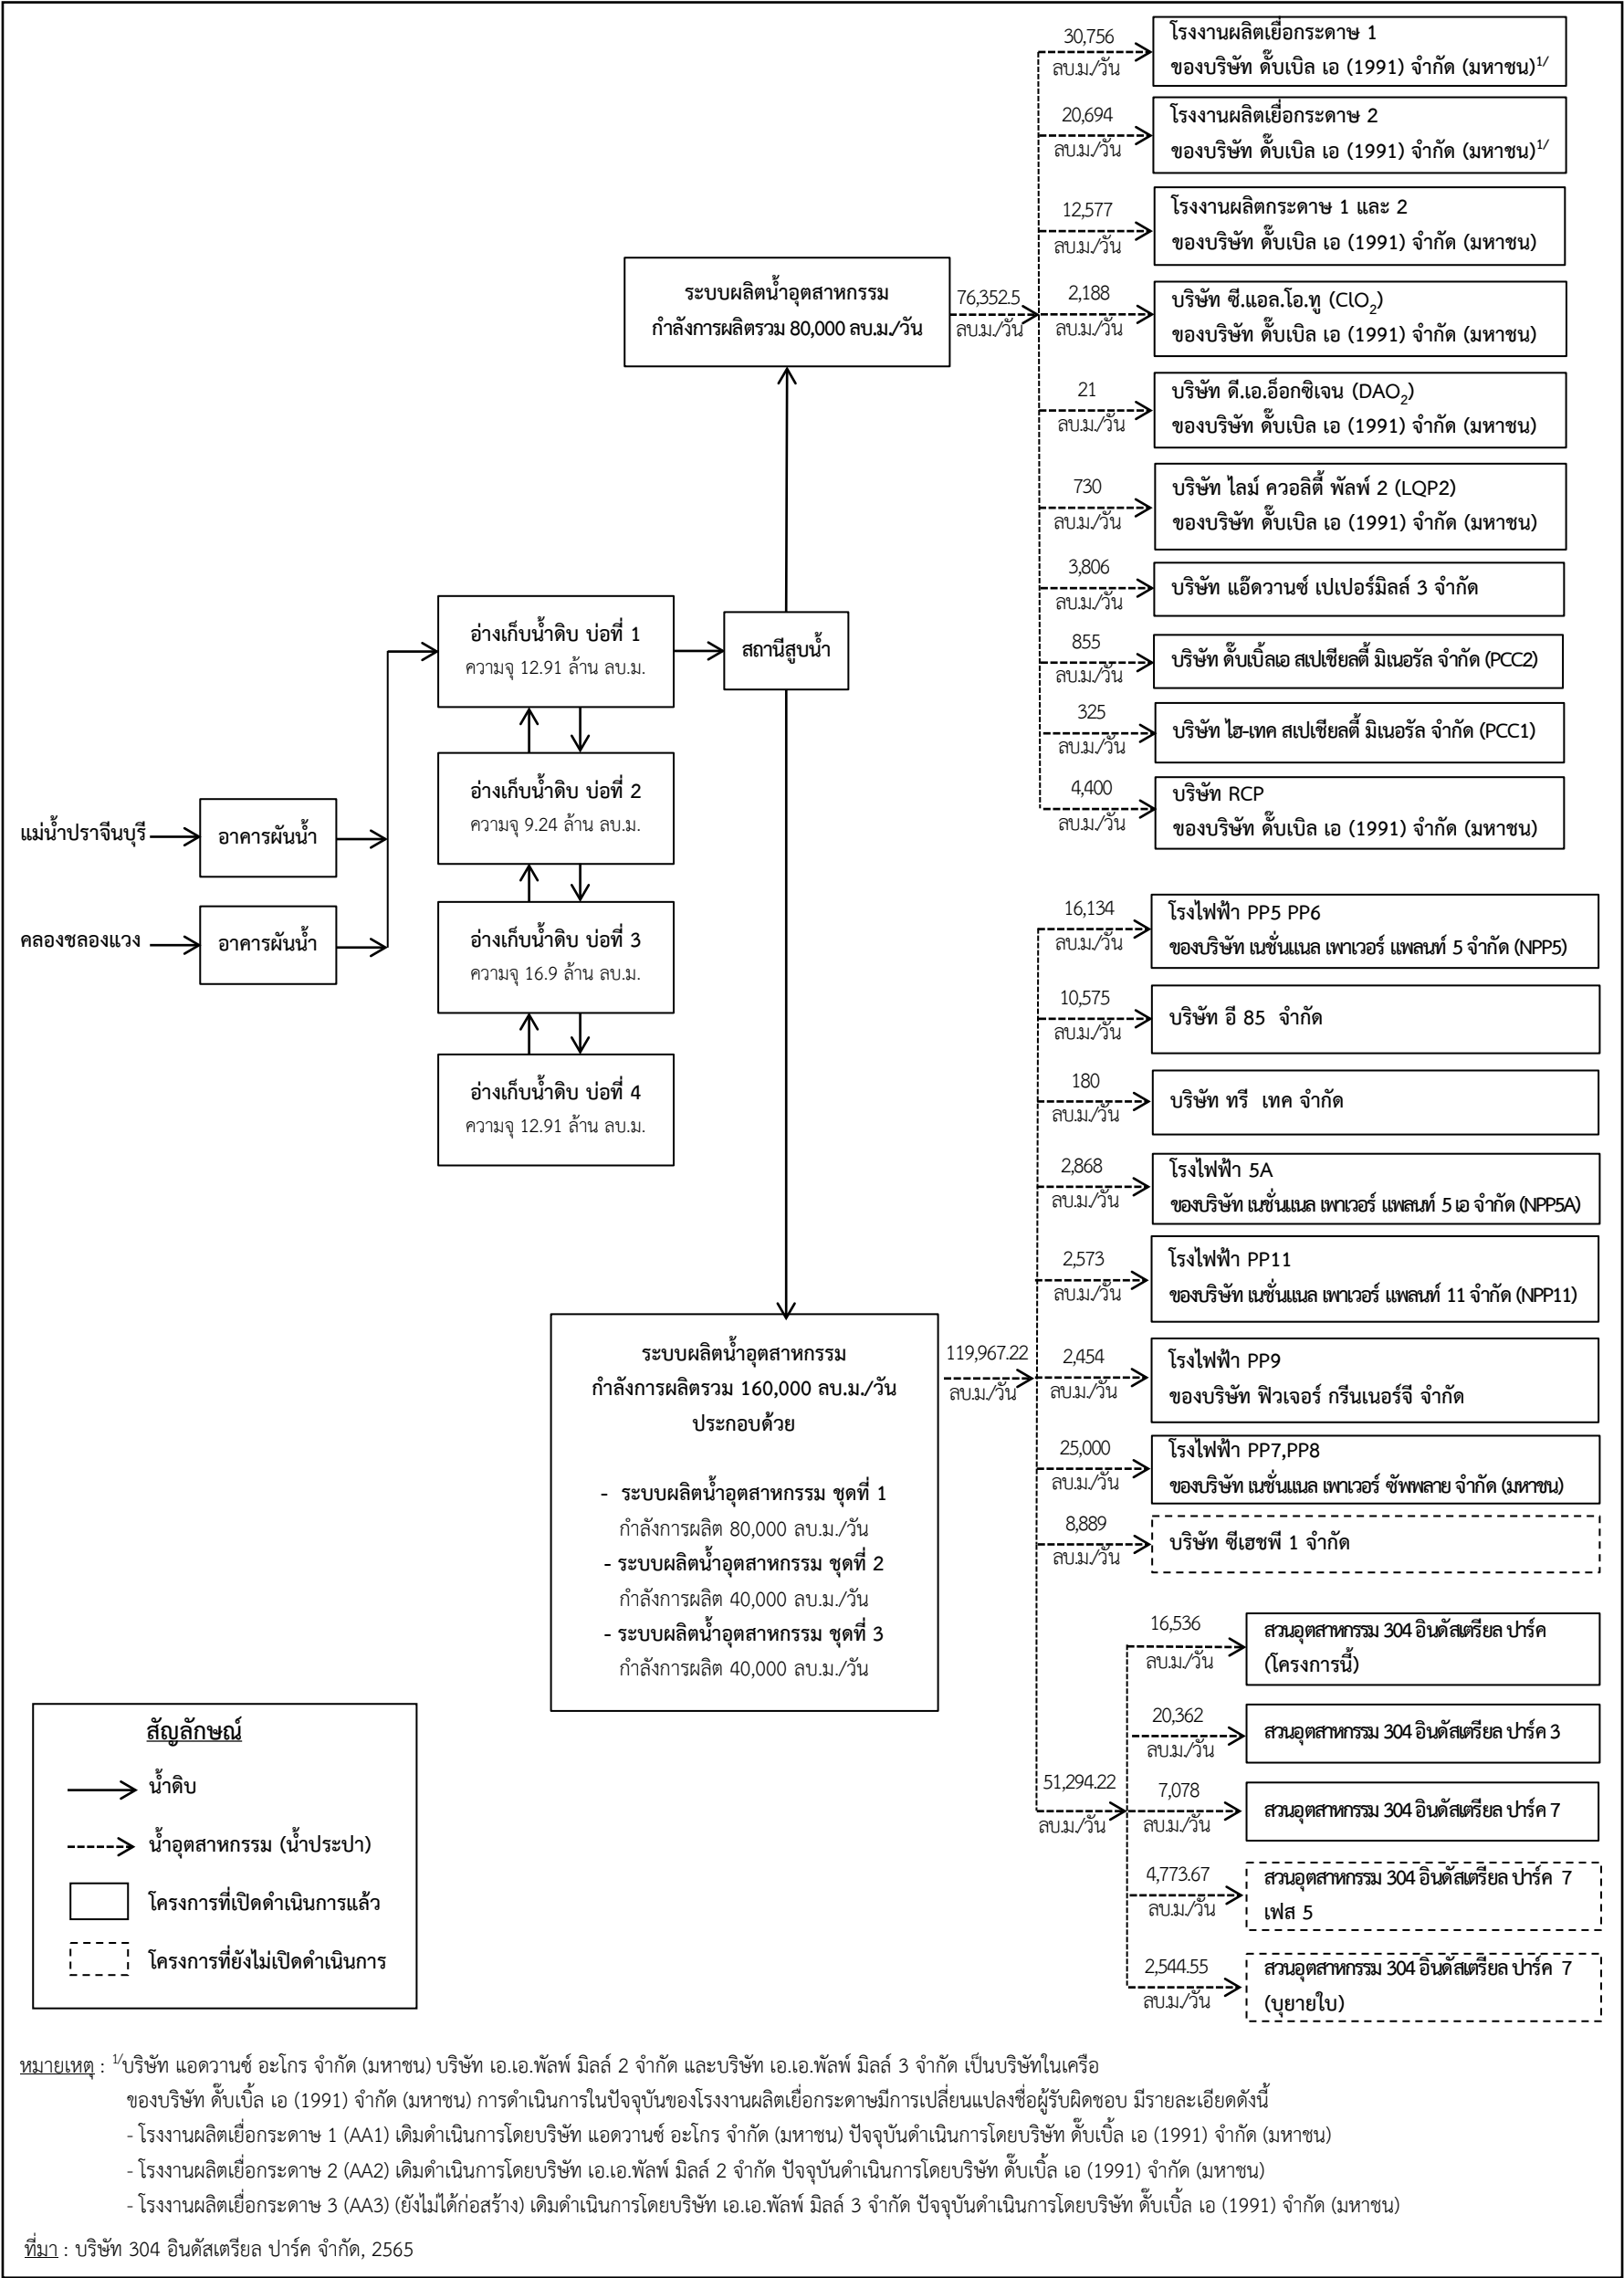 30,756
ลบ.ม./วัน
โรงงานผลิตเยื่อกระดาษ 1
ของบริษัท ดั๊บเบิล เอ (1991) จำกัด (มหาชน)1/
20,694
ลบ.ม./วัน
โรงงานผลิตเยื่อกระดาษ 2
ของบริษัท ดั๊บเบิล เอ (1991) จำกัด (มหาชน)1/
12,577
ลบ.ม./วัน
โรงงานผลิตกระดาษ 1 และ 2
ของบริษัท ดั๊บเบิล เอ (1991) จำกัด (มหาชน)
ระบบผลิตน้ำอุตสาหกรรม
กำลังการผลิตรวม 80,000 ลบ.ม./วัน
76,352.5
ลบ.ม./วัน
2,188
ลบ.ม./วัน
บริษัท ซี.แอล.โอ.ทู (ClO2)
ของบริษัท ดั๊บเบิล เอ (1991) จำกัด (มหาชน)
21
ลบ.ม./วัน
บริษัท ดี.เอ.อ็อกซิเจน (DAO2)
ของบริษัท ดั๊บเบิล เอ (1991) จำกัด (มหาชน)
730
ลบ.ม./วัน
บริษัท ไลม์ ควอลิตี้ พัลพ์ 2 (LQP2)
ของบริษัท ดั๊บเบิล เอ (1991) จำกัด (มหาชน)
3,806
ลบ.ม./วัน
บริษัท แอ๊ดวานซ์ เปเปอร์มิลล์ 3 จำกัด
855
ลบ.ม./วัน
บริษัท ดั๊บเบิ้ลเอ สเปเชียลตี้ มิเนอรัล จำกัด (PCC2)
325
ลบ.ม./วัน
บริษัท ไฮ-เทค สเปเชียลตี้ มิเนอรัล จำกัด (PCC1)
4,400
ลบ.ม./วัน
บริษัท RCP
ของบริษัท ดั๊บเบิล เอ (1991) จำกัด (มหาชน)
อ่างเก็บน้ำดิบ บ่อที่ 1
ความจุ 12.91 ล้าน ลบ.ม.
สถานีสูบน้ำ
อ่างเก็บน้ำดิบ บ่อที่ 2
ความจุ 9.24 ล้าน ลบ.ม.
แม่น้ำปราจีนบุรี
อาคารผันน้ำ
คลองชลองแวง
อาคารผันน้ำ
อ่างเก็บน้ำดิบ บ่อที่ 3
ความจุ 16.9 ล้าน ลบ.ม.
อ่างเก็บน้ำดิบ บ่อที่ 4
ความจุ 12.91 ล้าน ลบ.ม.
16,134
ลบ.ม./วัน
โรงไฟฟ้า PP5 PP6
ของบริษัท เนชั่นแนล เพาเวอร์ แพลนท์ 5 จำกัด (NPP5)
10,575
ลบ.ม./วัน
บริษัท อี 85 จำกัด
180
ลบ.ม./วัน
บริษัท ทรี เทค จำกัด
2,868
ลบ.ม./วัน
โรงไฟฟ้า 5A
ของบริษัท เนชั่นแนล เพาเวอร์ แพลนท์ 5 เอ จำกัด (NPP5A)
2,573
ลบ.ม./วัน
โรงไฟฟ้า PP11
ของบริษัท เนชั่นแนล เพาเวอร์ แพลนท์ 11 จำกัด (NPP11)
ระบบผลิตน้ำอุตสาหกรรม
กำลังการผลิตรวม 160,000 ลบ.ม./วัน
ประกอบด้วย
- ระบบผลิตน้ำอุตสาหกรรม ชุดที่ 1
กำลังการผลิต 80,000 ลบ.ม./วัน
- ระบบผลิตน้ำอุตสาหกรรม ชุดที่ 2
กำลังการผลิต 40,000 ลบ.ม./วัน
- ระบบผลิตน้ำอุตสาหกรรม ชุดที่ 3
กำลังการผลิต 40,000 ลบ.ม./วัน
119,967.22
ลบ.ม./วัน
2,454
ลบ.ม./วัน
โรงไฟฟ้า PP9
ของบริษัท ฟิวเจอร์ กรีนเนอร์จี จำกัด
25,000
ลบ.ม./วัน
โรงไฟฟ้า PP7,PP8
ของบริษัท เนชั่นแนล เพาเวอร์ ซัพพลาย จำกัด (มหาชน)
8,889
ลบ.ม./วัน
บริษัท ซีเฮชพี 1 จำกัด
51,294.22
ลบ.ม./วัน
16,536
ลบ.ม./วัน
สวนอุตสาหกรรม 304 อินดัสเตรียล ปาร์ค
(โครงการนี้)
20,362
ลบ.ม./วัน
สวนอุตสาหกรรม 304 อินดัสเตรียล ปาร์ค 3
7,078
ลบ.ม./วัน
สวนอุตสาหกรรม 304 อินดัสเตรียล ปาร์ค 7
4,773.67
ลบ.ม./วัน
สวนอุตสาหกรรม 304 อินดัสเตรียล ปาร์ค 7
เฟส 5
2,544.55
ลบ.ม./วัน
สวนอุตสาหกรรม 304 อินดัสเตรียล ปาร์ค 7
(บุยายใบ)
สัญลักษณ์
น้ำดิบ
น้ำอุตสาหกรรม (น้ำประปา)
โครงการที่เปิดดำเนินการแล้ว
โครงการที่ยังไม่เปิดดำเนินการ
หมายเหตุ : 1/บริษัท แอดวานซ์ อะโกร จำกัด (มหาชน) บริษัท เอ.เอ.พัลพ์ มิลล์ 2 จำกัด และบริษัท เอ.เอ.พัลพ์ มิลล์ 3 จำกัด เป็นบริษัทในเครือ
ของบริษัท ดั๊บเบิ้ล เอ (1991) จำกัด (มหาชน) การดำเนินการในปัจจุบันของโรงงานผลิตเยื่อกระดาษมีการเปลี่ยนแปลงชื่อผู้รับผิดชอบ มีรายละเอียดดังนี้
- โรงงานผลิตเยื่อกระดาษ 1 (AA1) เดิมดำเนินการโดยบริษัท แอดวานซ์ อะโกร จำกัด (มหาชน) ปัจจุบันดำเนินการโดยบริษัท ดั๊บเบิ้ล เอ (1991) จำกัด (มหาชน)
- โรงงานผลิตเยื่อกระดาษ 2 (AA2) เดิมดำเนินการโดยบริษัท เอ.เอ.พัลพ์ มิลล์ 2 จำกัด ปัจจุบันดำเนินการโดยบริษัท ดั๊บเบิ้ล เอ (1991) จำกัด (มหาชน)
- โรงงานผลิตเยื่อกระดาษ 3 (AA3) (ยังไม่ได้ก่อสร้าง) เดิมดำเนินการโดยบริษัท เอ.เอ.พัลพ์ มิลล์ 3 จำกัด ปัจจุบันดำเนินการโดยบริษัท ดั๊บเบิ้ล เอ (1991) จำกัด (มหาชน)
ที่มา : บริษัท 304 อินดัสเตรียล ปาร์ค จำกัด, 2565